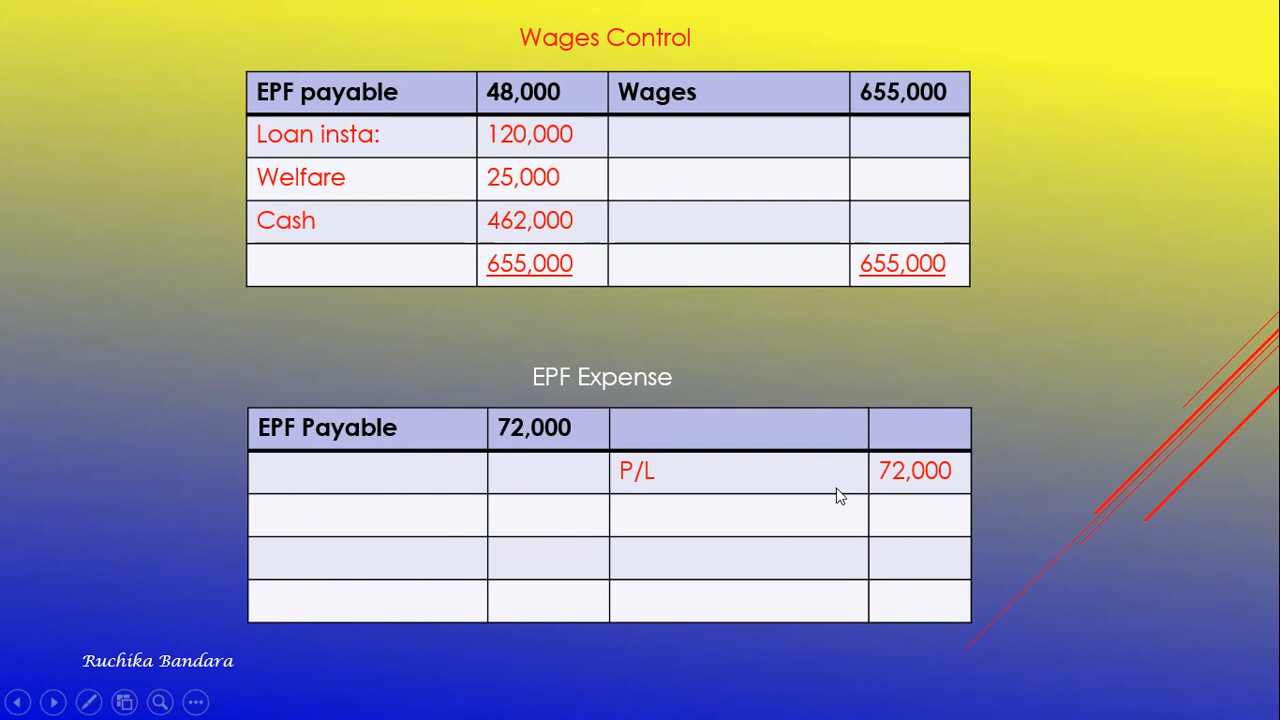 Wages Control
EPF payable 48,000 Wages 655,000
Loan insta: 120,000
Welfare 25,000
Cash 462,000
655,000 655,000
EPF Expense
EPF Payable 72,000
P/L 72,000
Ruchika Bandara